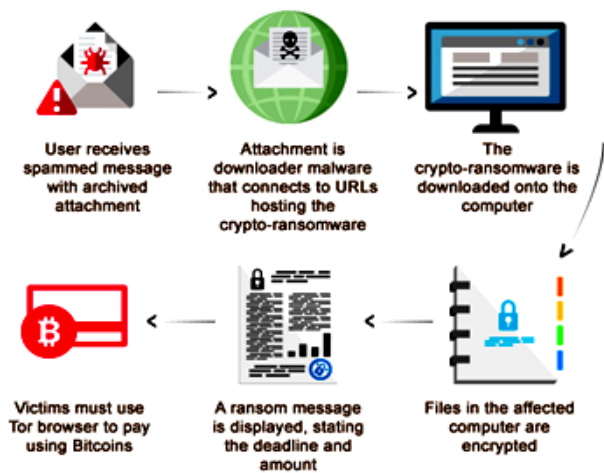 User receives
spammed message
with archived
attachment
Attachment is
downloader malware
that connects to URLs
hosting the
crypto-ransomware
The
crypto-ransomware is
downloaded onto the
computer
Files in the affected
computer are
encrypted
A ransom message
is displayed, stating
the deadline and
amount
Victims must use
Tor browser to pay
using Bitcoins